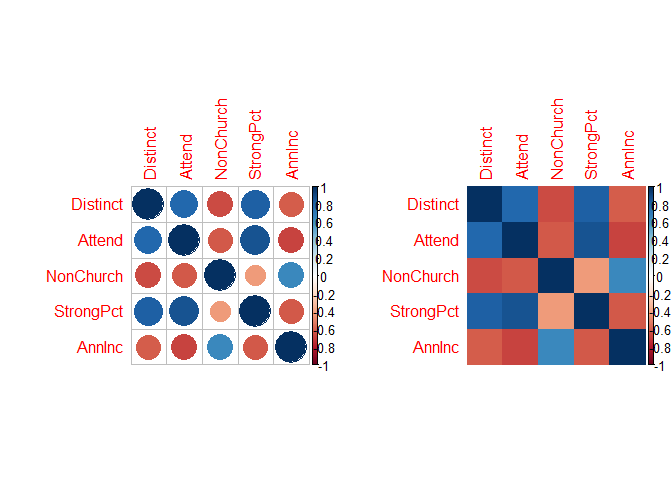 Distinct
Attend
NonChurch
StrongPct
AnnInc
Distinct
Attend
NonChurch
StrongPct
AnnInc
1
0.8
0.6
0.4
0.2
0
-0.2
-0.4
-0.6
-0.8
-1
Distinct
Attend
NonChurch
StrongPct
AnnInc
Distinct
Attend
NonChurch
StrongPct
AnnInc
1
0.8
0.6
0.4
0.2
0
-0.2
-0.4
-0.6
-0.8
-1